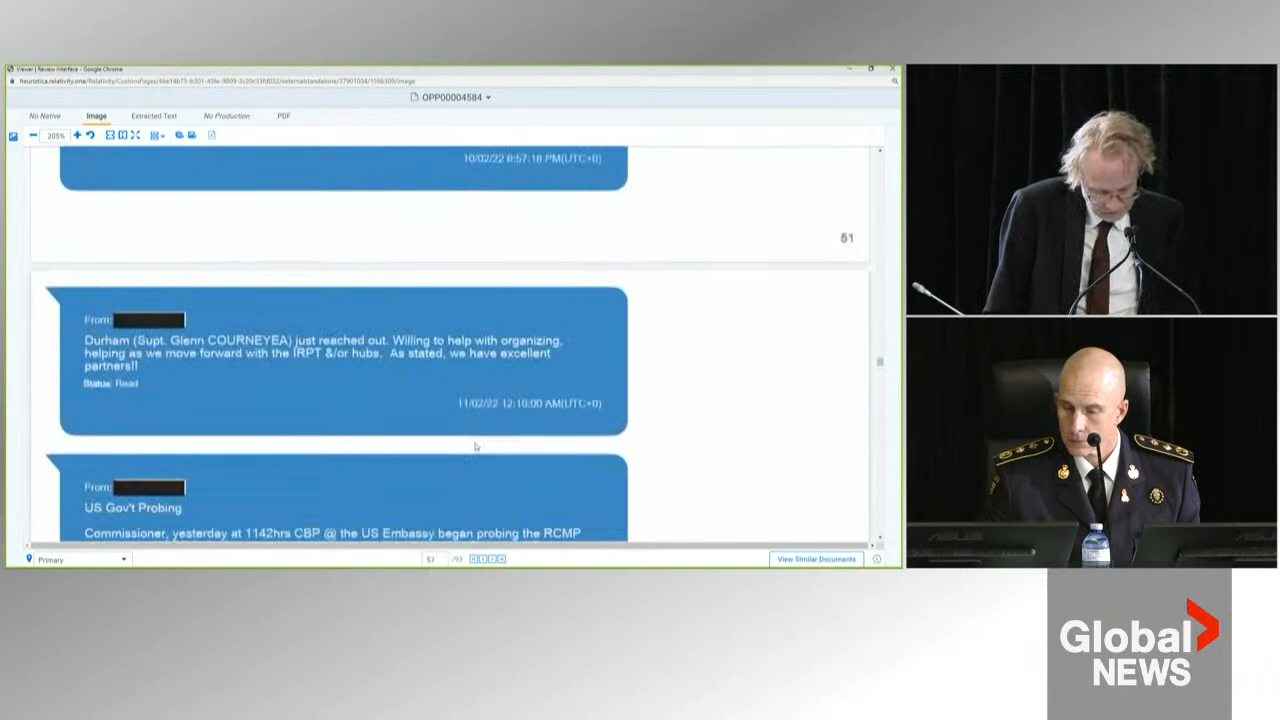 Viewer | Review Interface - Google Chrome
OPP00004584
No Native Image Extracted Text No Production PDF
205%
10/02/22 8:57:18 PM(UTC+0)
51
From:
Durham (Supt. Glenn COURNEYEA) just reached out. Willing to help with organizing,
helping as we move forward with the IRPT &/or hubs. As stated, we have excellent
partners!!
Status: Read
11/02/22 12:10:00 AM(UTC+0)
From:
US Gov't Probing
Commissioner, yesterday at 1142hrs CBP @ the US Embassy began probing the RCMP
Primary 57 /93 View Similar Documents
ASUS
Global
NEWS